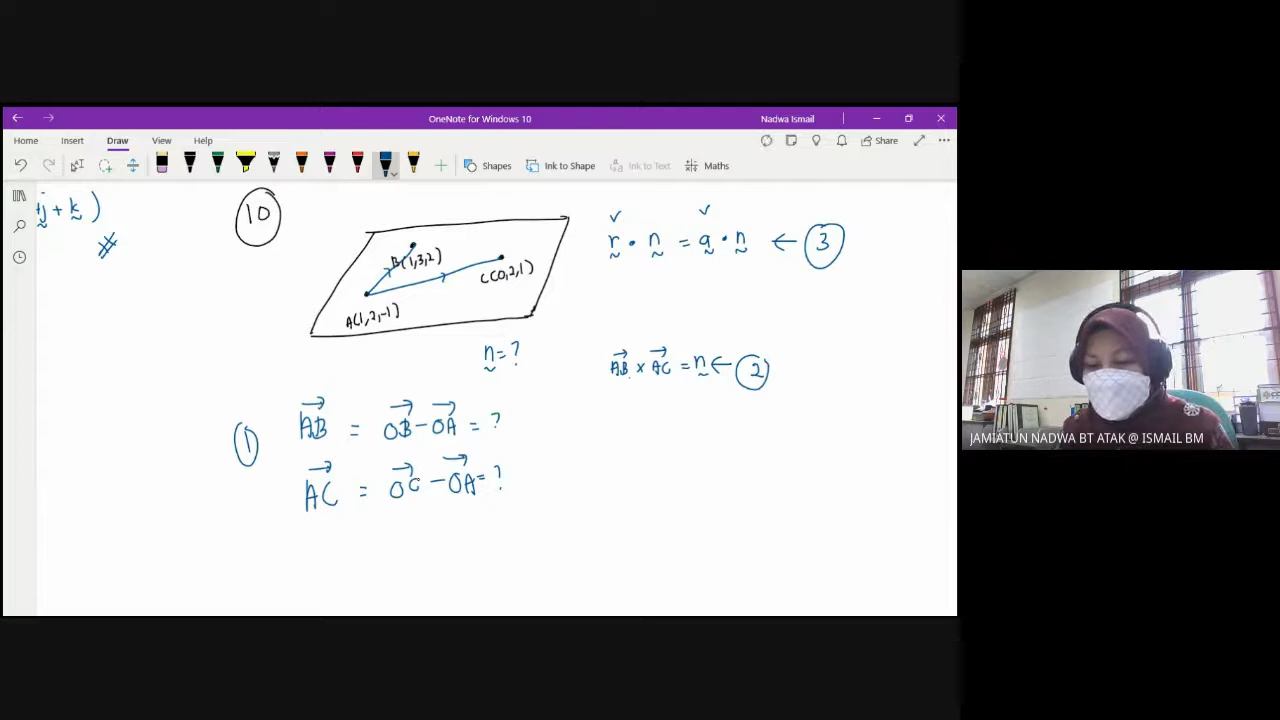 OneNote for Windows 10
Nadwa Ismail
Home Insert Draw View Help
Share
Shapes Ink to Shape Ink to Text Maths
j + k )
10
r • n = a • n ← 3
B(1,3,2)
C(0,2,1)
A(1,2,-1)
n = ?
AB × AC = n ← 2
1
AB = OB - OA = ?
AC = OC - OA = ?
JAMIATUN NADWA BT ATAK @ ISMAIL BM